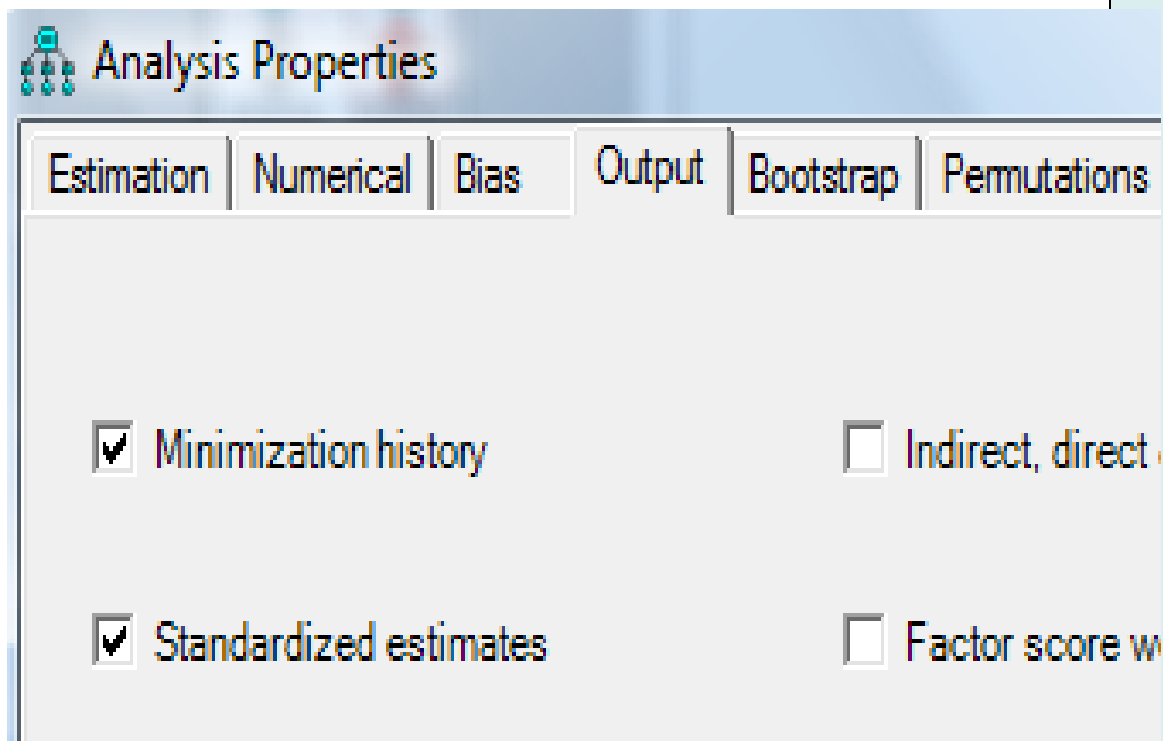 Analysis Properties
Estimation Numerical Bias Output Bootstrap Permutations
Minimization history Indirect, direct
Standardized estimates Factor score